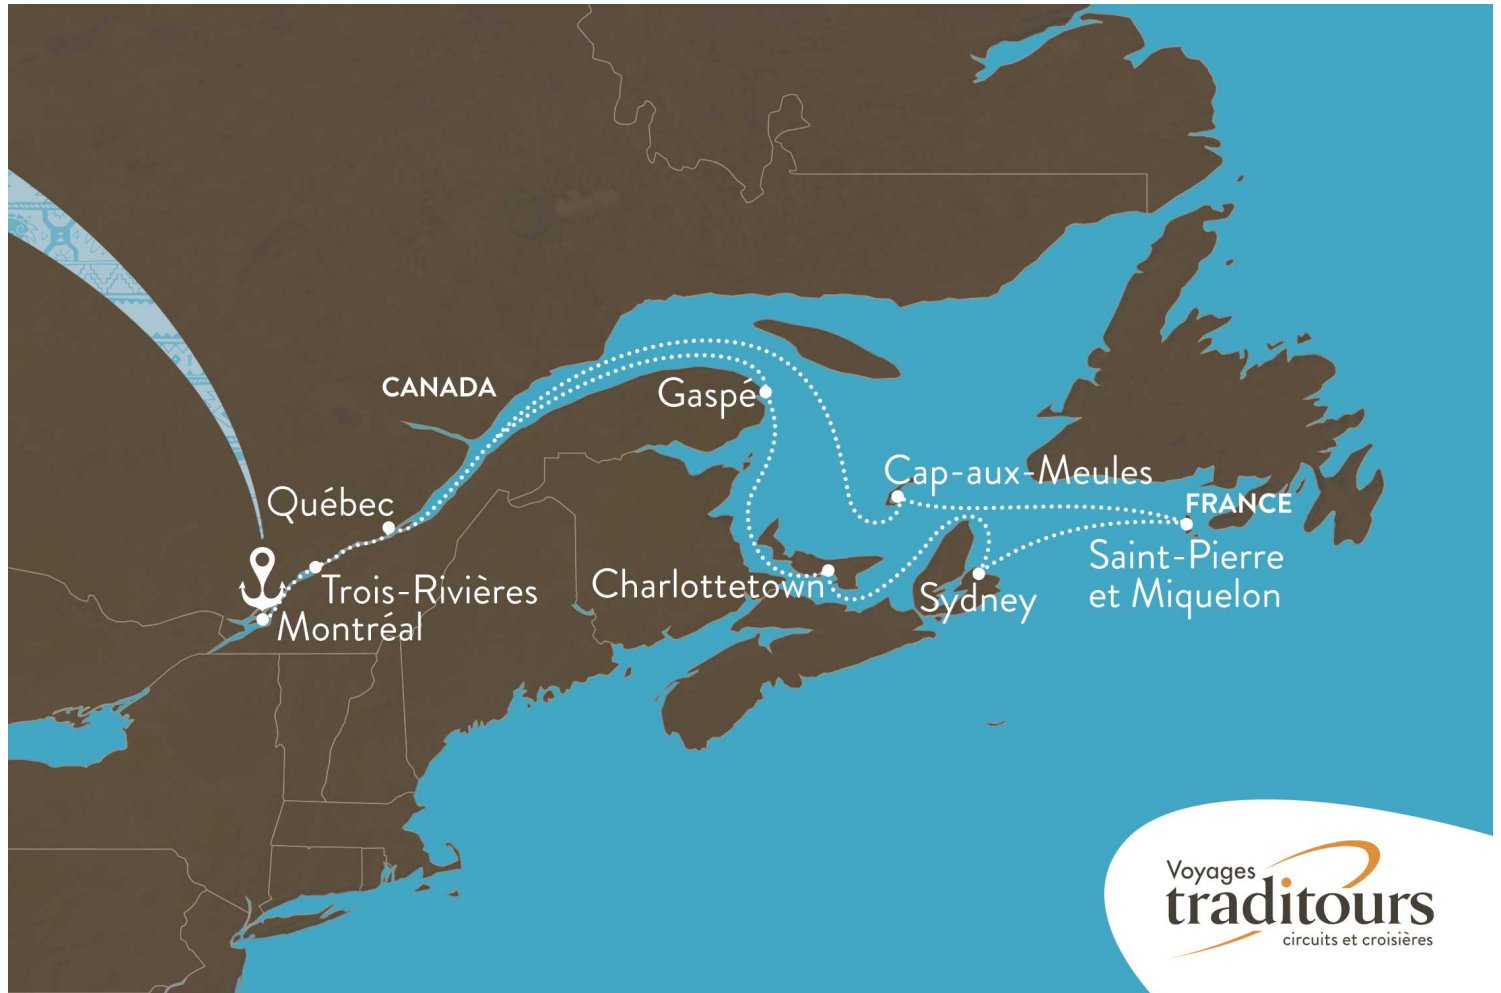 CANADA
Gaspé
Cap-aux-Meules
Québec
FRANCE
Saint-Pierre
et Miquelon
Charlottetown
Trois-Rivières
Sydney
Montréal
Voyages
traditours
circuits et croisières